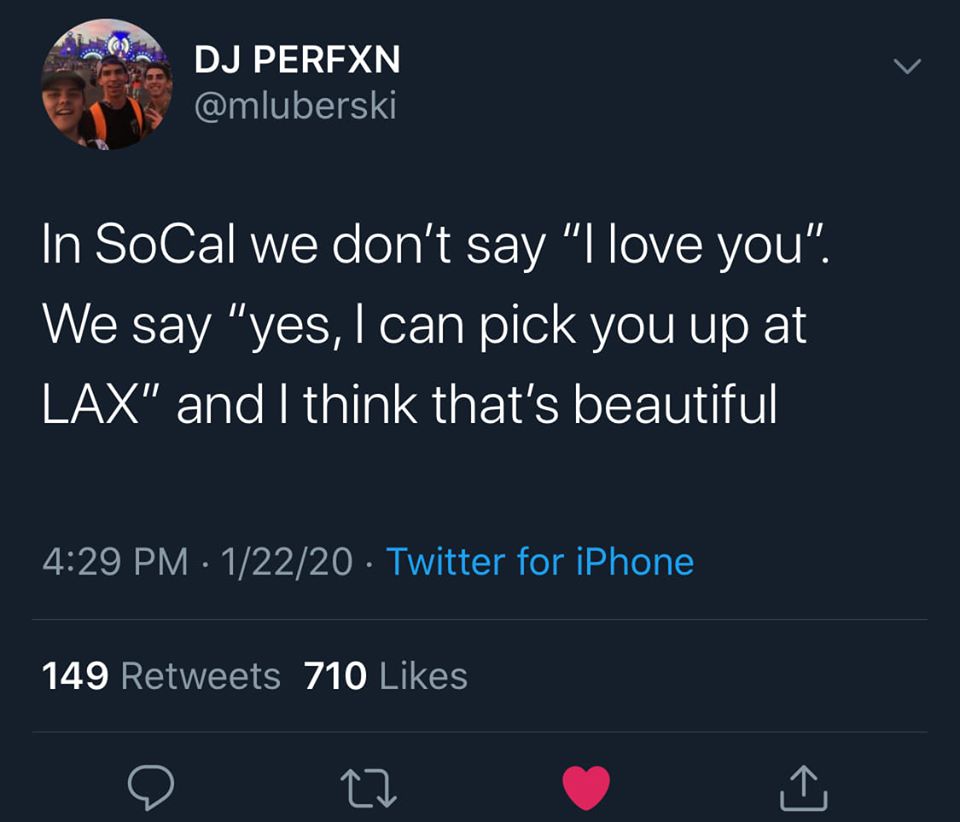 DJ PERFXN
@mluberski
In SoCal we don’t say “I love you”.
We say “yes, I can pick you up at
LAX” and I think that’s beautiful
4:29 PM · 1/22/20 · Twitter for iPhone
149 Retweets 710 Likes